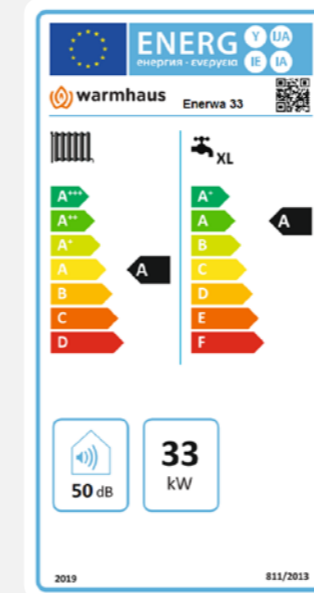 ENERG Y IJA
енергия - ενεργεια IE IA
warmhaus Enerwa 33
XL
A+++ A+
A++ A
A+ B
A C
B D
C E
D F
A
A
50 dB
33
kW
2019 811/2013